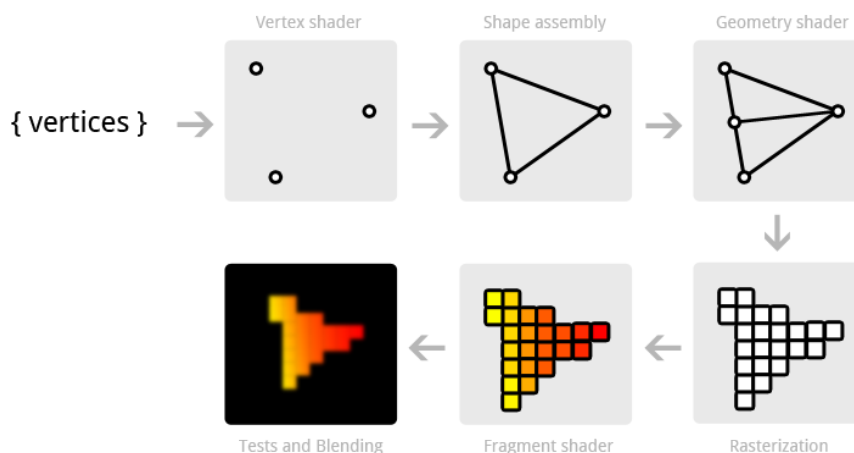 Vertex shader
Shape assembly
Geometry shader
{ vertices }
Tests and Blending
Fragment shader
Rasterization